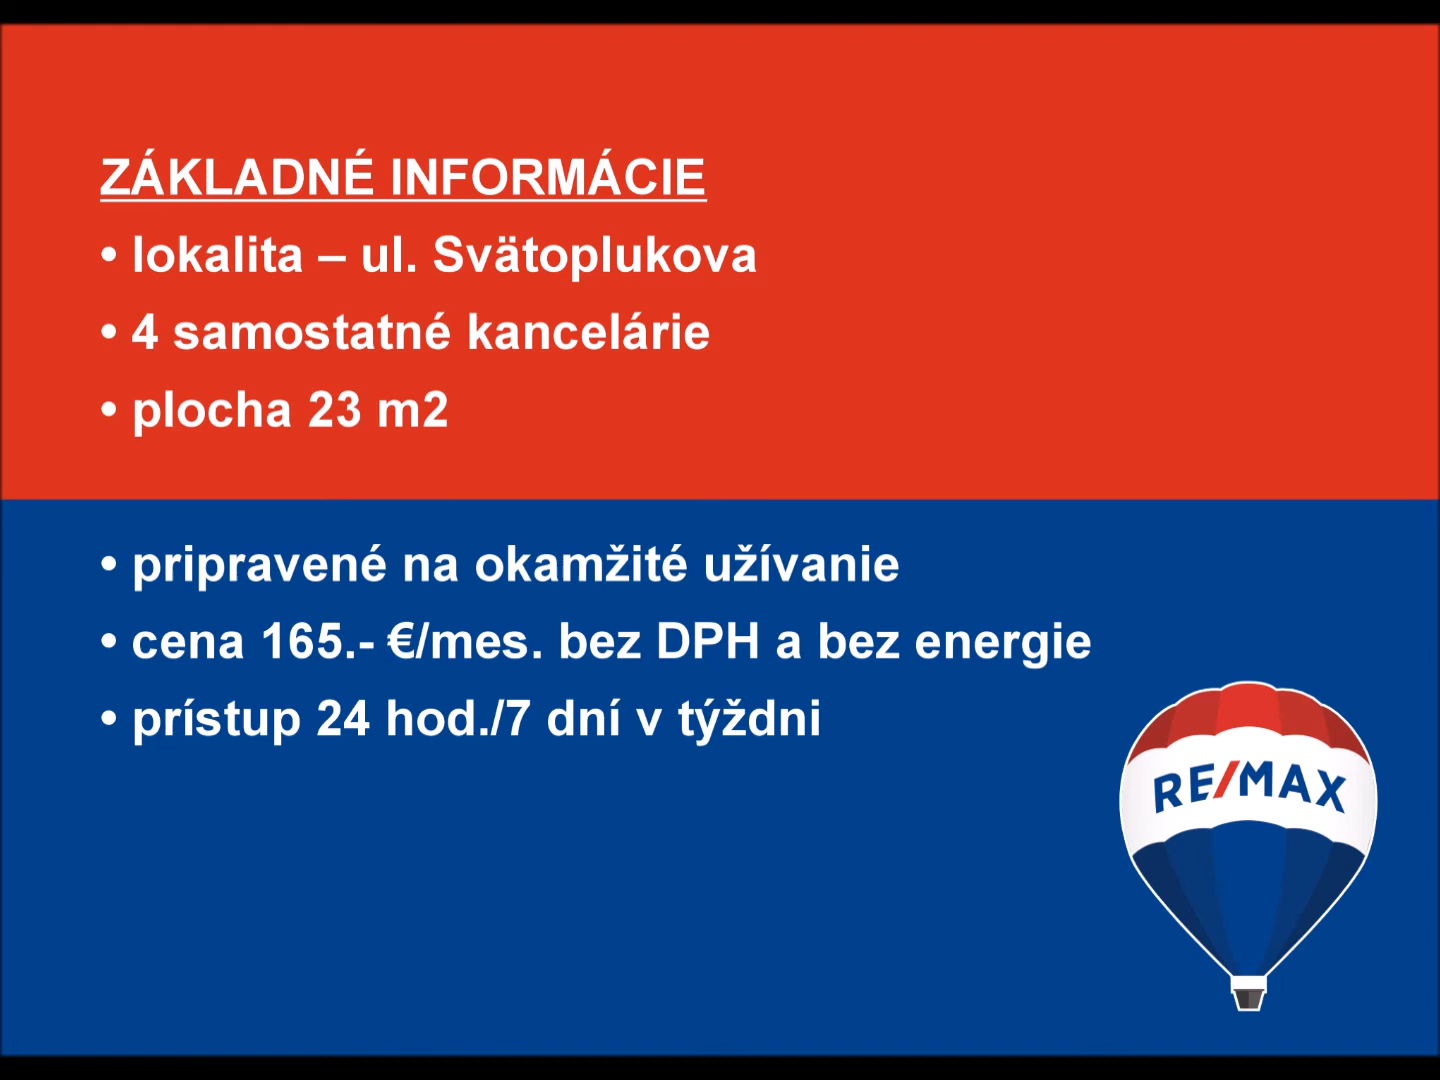 ZÁKLADNÉ INFORMÁCIE
• lokalita – ul. Svätoplukova
• 4 samostatné kancelárie
• plocha 23 m2
• pripravené na okamžité užívanie
• cena 165.- €/mes. bez DPH a bez energie
• prístup 24 hod./7 dní v týždni
RE/MAX